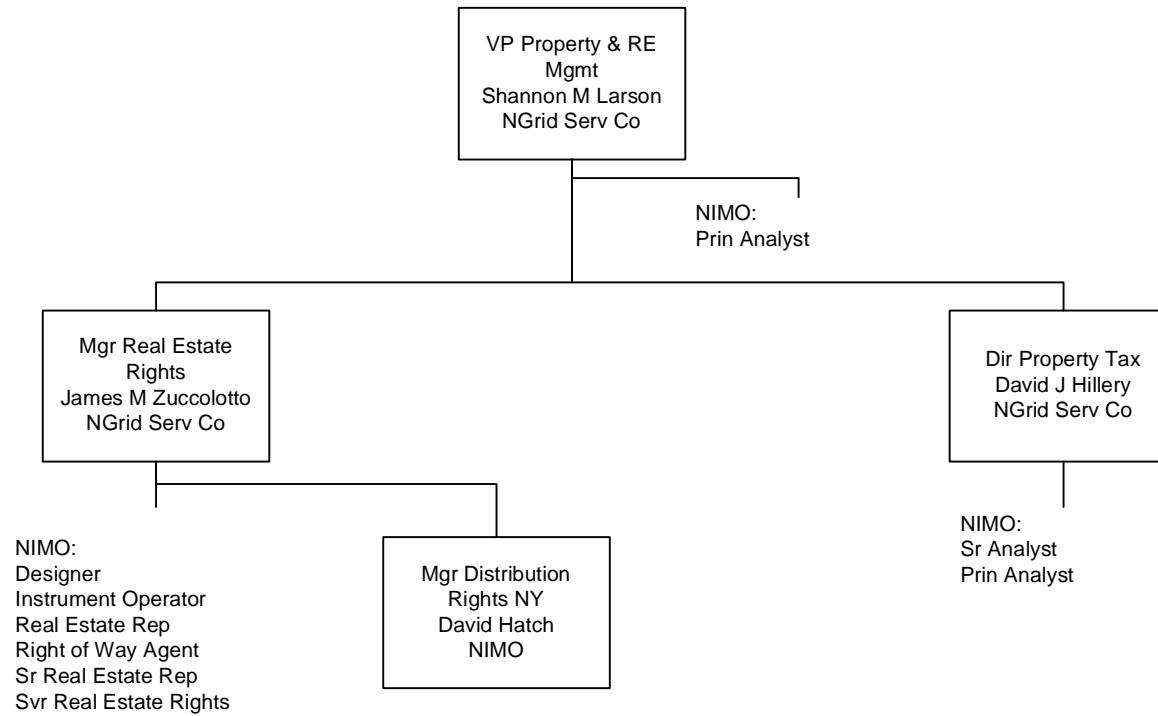 VP Property & RE
Mgmt
Shannon M Larson
NGrid Serv Co
NIMO:
Prin Analyst
Mgr Real Estate
Rights
James M Zuccolotto
NGrid Serv Co
Dir Property Tax
David J Hillery
NGrid Serv Co
NIMO:
Designer
Instrument Operator
Real Estate Rep
Right of Way Agent
Sr Real Estate Rep
Svr Real Estate Rights
Mgr Distribution
Rights NY
David Hatch
NIMO
NIMO:
Sr Analyst
Prin Analyst